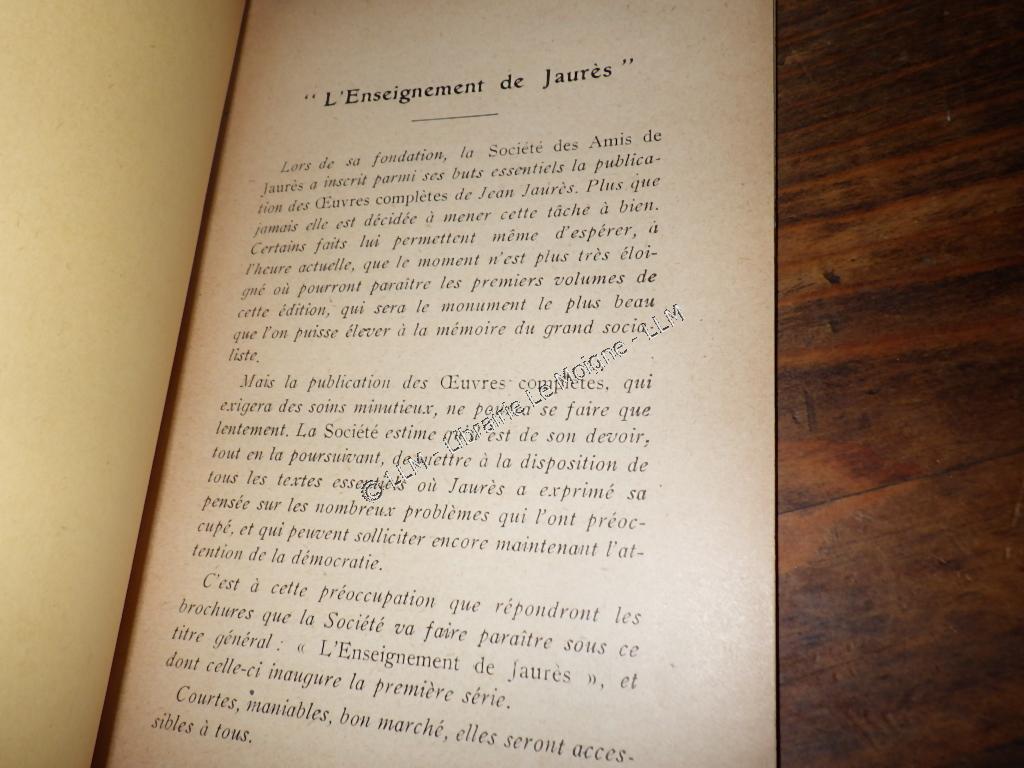 “ L'Enseignement de Jaurès ”
Lors de sa fondation, la Société des Amis de
Jaurès a inscrit parmi ses buts essentiels la publica-
tion des Œuvres complètes de Jean Jaurès. Plus que
jamais elle est décidée à mener cette tâche à bien.
Certains faits lui permettent même d'espérer, à
l'heure actuelle, que le moment n'est plus très éloi-
gné où pourront paraître les premiers volumes de
cette édition, qui sera le monument le plus beau
que l'on puisse élever à la mémoire du grand socia-
liste.
Mais la publication des Œuvres complètes, qui
exigera des soins minutieux, ne pourra se faire que
lentement. La Société estime qu'il est de son devoir,
tout en la poursuivant, de mettre à la disposition de
tous les textes essentiels où Jaurès a exprimé sa
pensée sur les nombreux problèmes qui l'ont préoc-
cupé, et qui peuvent solliciter encore maintenant l'at-
tention de la démocratie.
C'est à cette préoccupation que répondront les
brochures que la Société va faire paraître sous ce
titre général : « L'Enseignement de Jaurès », et
dont celle-ci inaugure la première série.
Courtes, maniables, bon marché, elles seront acces-
sibles à tous.
© LLM - Librairie Le Moigne - LLM